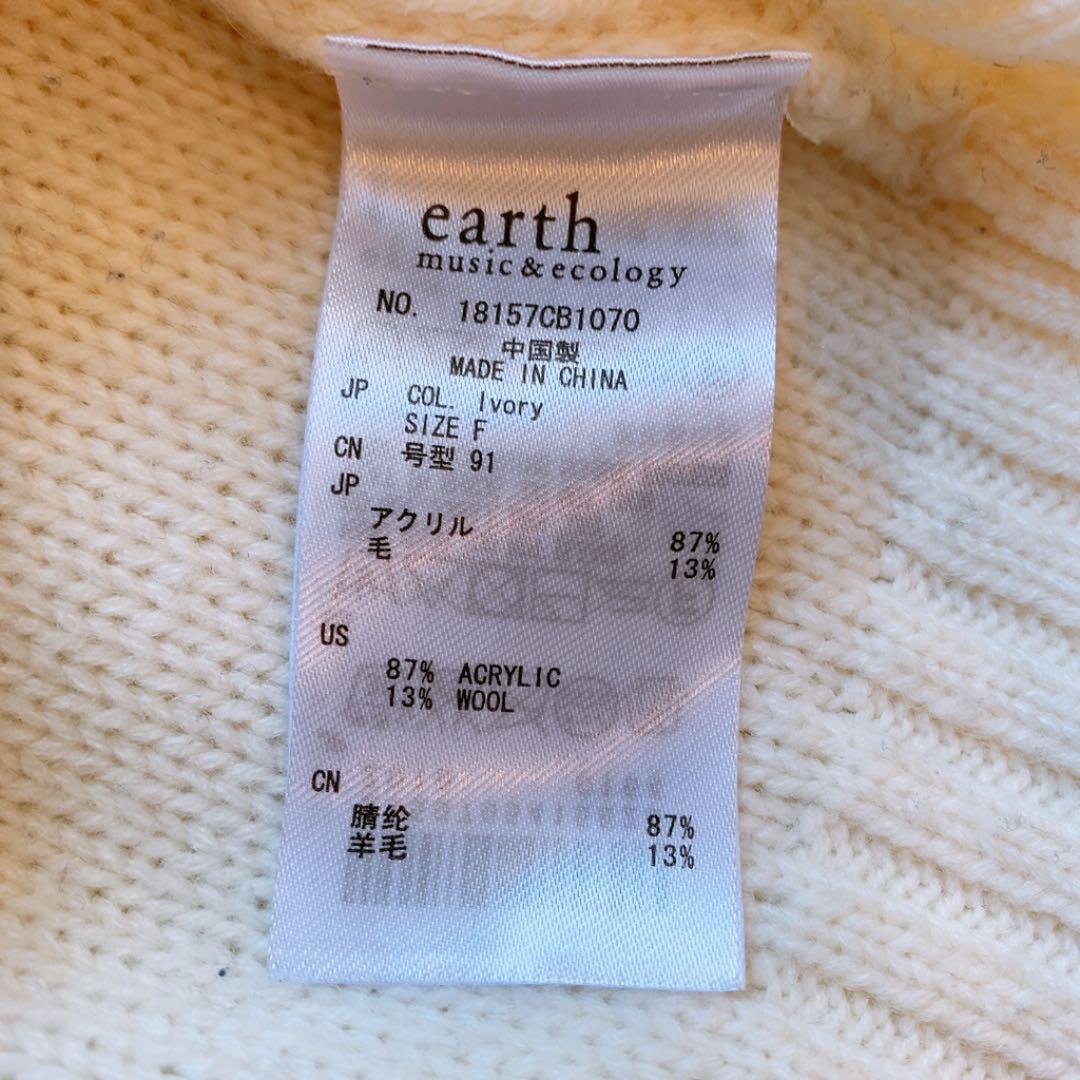 earth
music&ecology
NO. 18157CB1070
中国製
MADE IN CHINA
JP COL. Ivory
SIZE F
CN 号型 91
JP
アクリル 87%
毛 13%
US
87% ACRYLIC
13% WOOL
CN
腈纶 87%
羊毛 13%